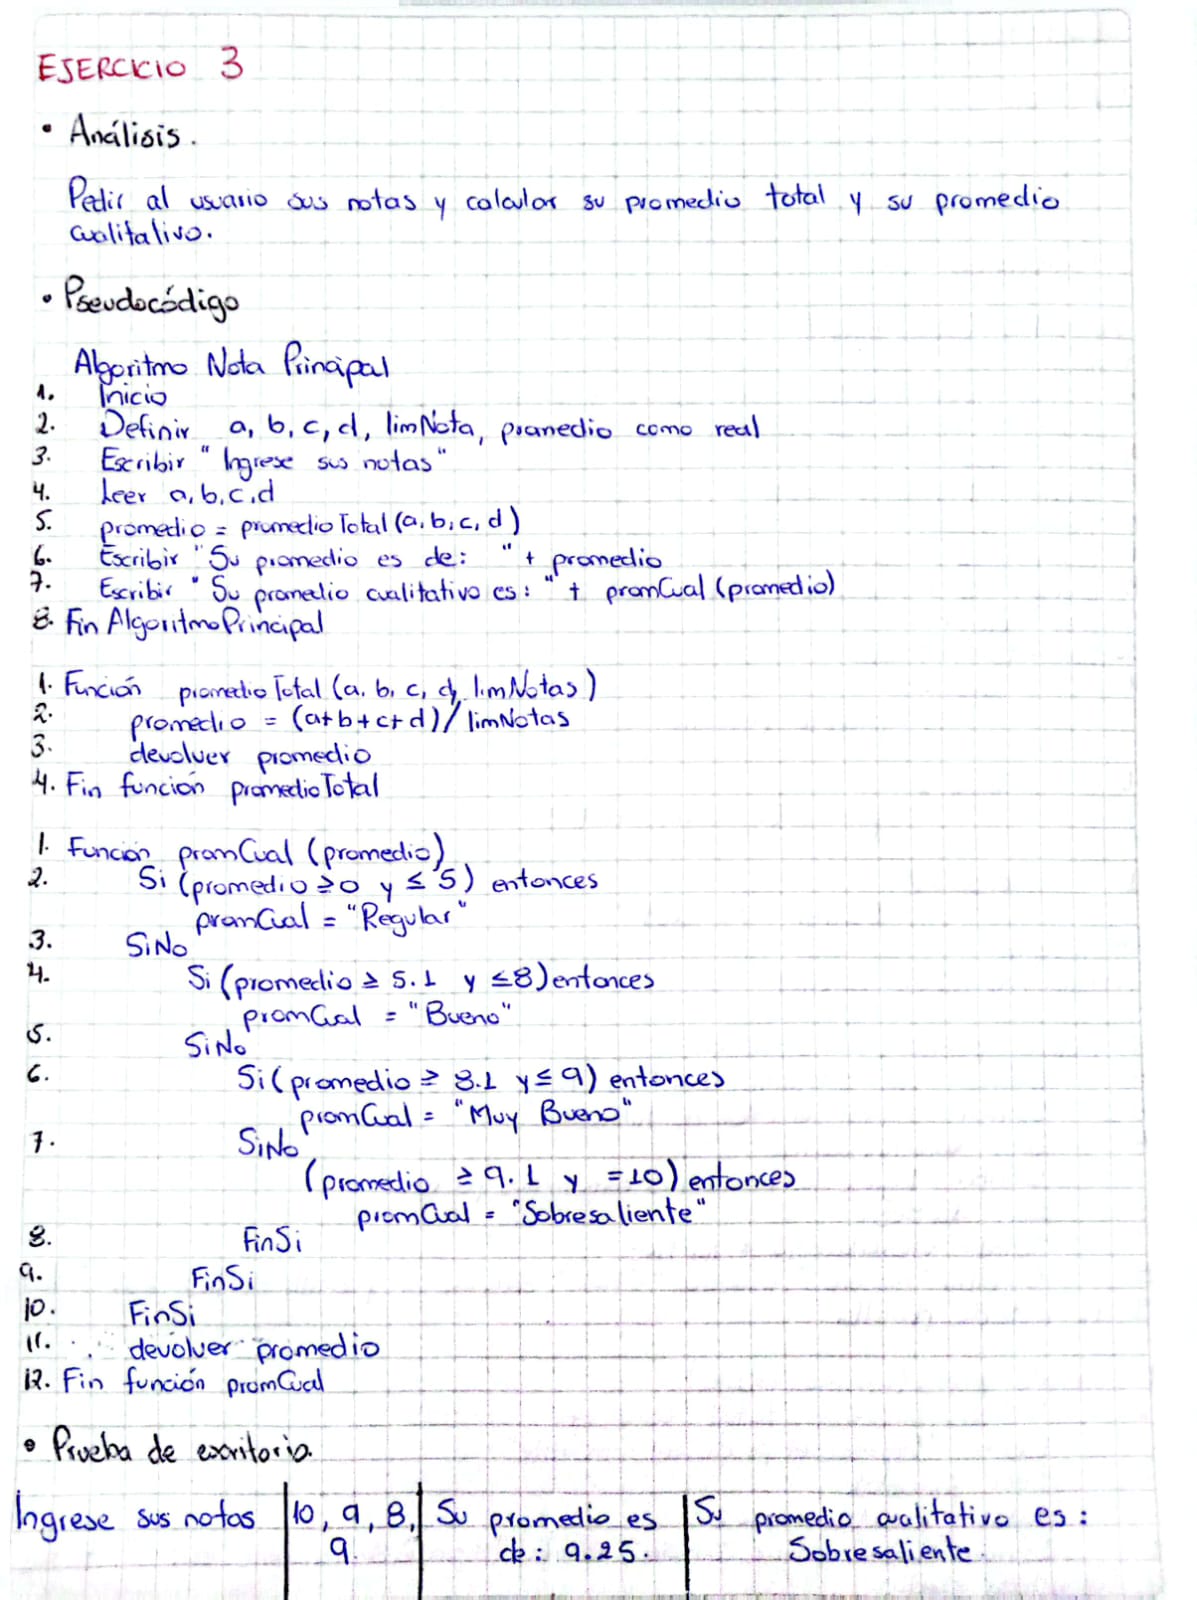 EJERCICIO 3
• Análisis.
Pedir al usuario sus notas y calcular su promedio total y su promedio
cualitativo.
• Pseudocódigo
Algoritmo Nota Principal
1. Inicio
2. Definir a, b, c, d, limNota, promedio como real
3. Escribir "Ingrese sus notas"
4. Leer a, b, c, d
5. promedio = promedioTotal (a, b, c, d)
6. Escribir "Su promedio es de: " + promedio
7. Escribir "Su promedio cualitativo es: " + promCual (promedio)
8. Fin AlgoritmoPrincipal
1. Función promedioTotal (a, b, c, d, limNotas)
2. promedio = (a+b+c+d)/limNotas
3. devolver promedio
4. Fin función promedioTotal
1. Función promCual (promedio)
2. Si (promedio ≥ 0 y ≤ 5) entonces
promCual = "Regular"
3. SiNo
4. Si (promedio ≥ 5.1 y ≤8) entonces
promCual = "Bueno"
5. SiNo
6. Si (promedio ≥ 8.1 y ≤ 9) entonces
promCual = "Muy Bueno"
7. SiNo
(promedio ≥ 9.1 y =10) entonces
promCual = "Sobresaliente"
8. FinSi
9. FinSi
10. FinSi
11. devolver promedio
12. Fin función promCual
• Prueba de escritorio.
Ingrese sus notas | 10, 9, 8, | Su promedio es | Su promedio cualitativo es:
9. | de: 9.25. | Sobresaliente.